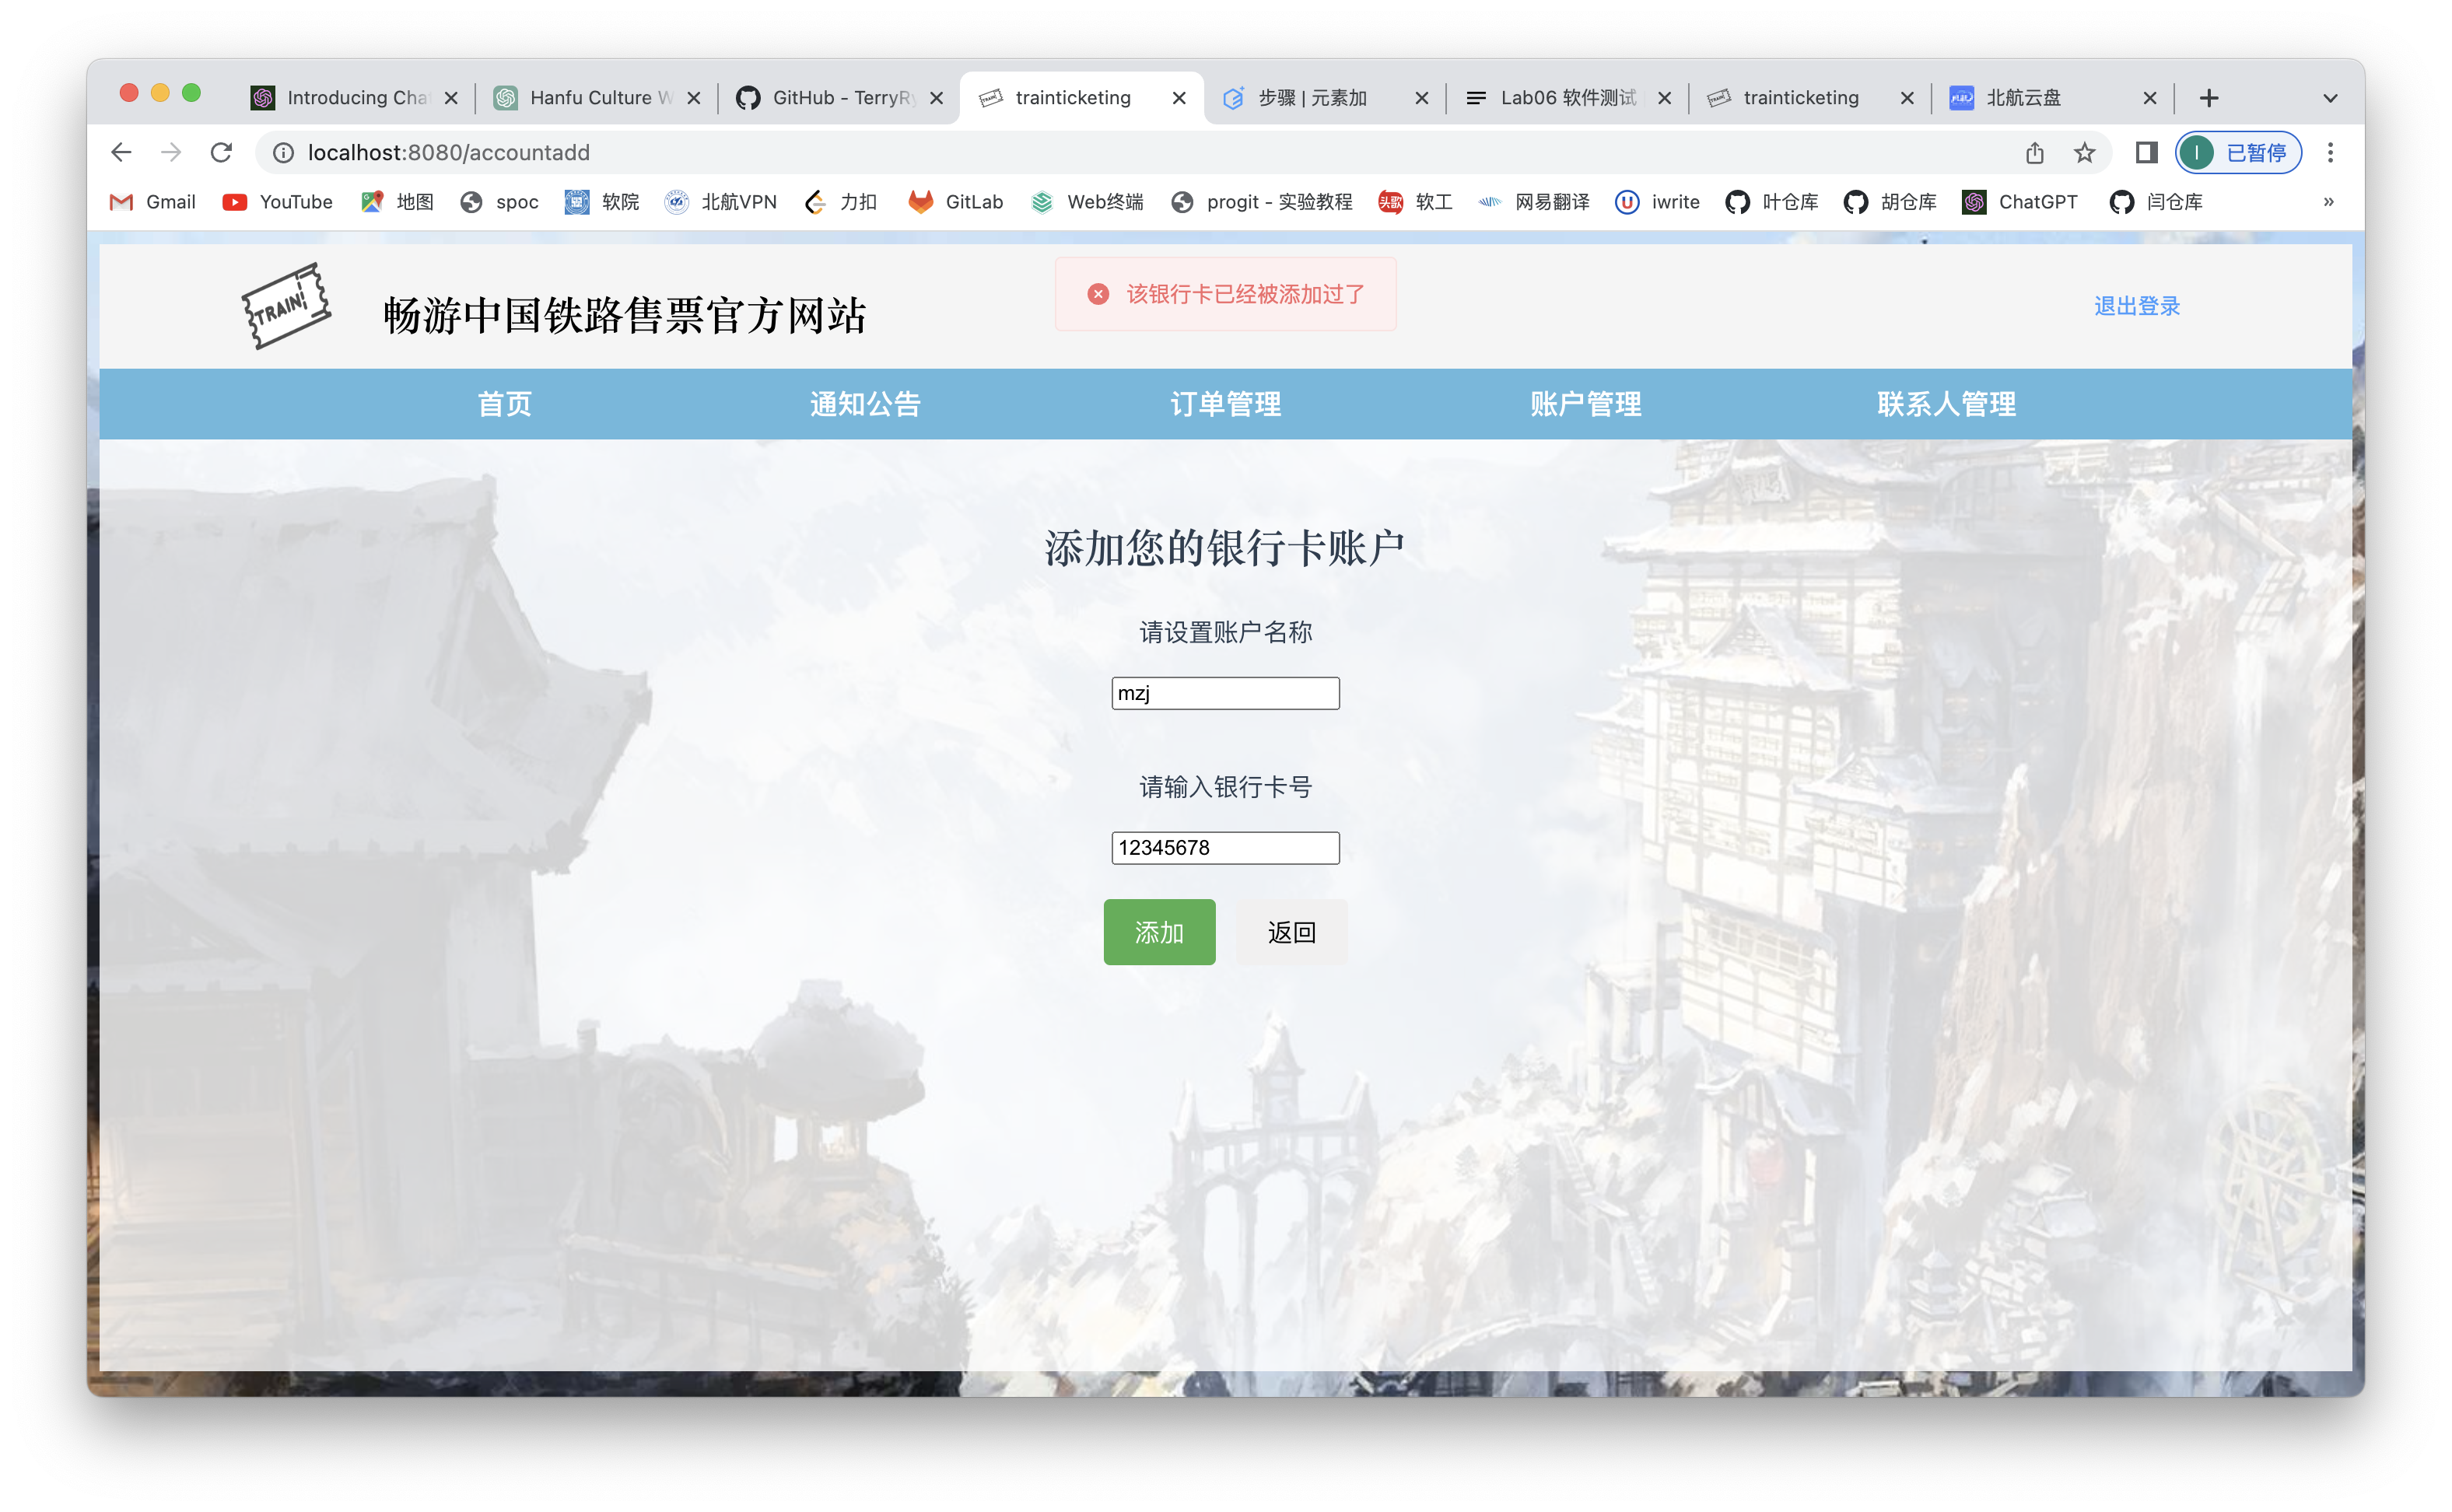 Introducing Cha
Hanfu Culture W
GitHub - TerryRy
trainticketing
步骤 | 元素加
Lab06 软件测试
trainticketing
北航云盘
localhost:8080/accountadd
I
已暂停
Gmail
YouTube
地图
spoc
软院
北航VPN
力扣
GitLab
Web终端
progit - 实验教程
头歌
软工
网易翻译
iwrite
叶仓库
胡仓库
ChatGPT
闫仓库
»
TRAIN!
畅游中国铁路售票官方网站
该银行卡已经被添加过了
退出登录
首页
通知公告
订单管理
账户管理
联系人管理
添加您的银行卡账户
请设置账户名称
mzj
请输入银行卡号
12345678
添加
返回